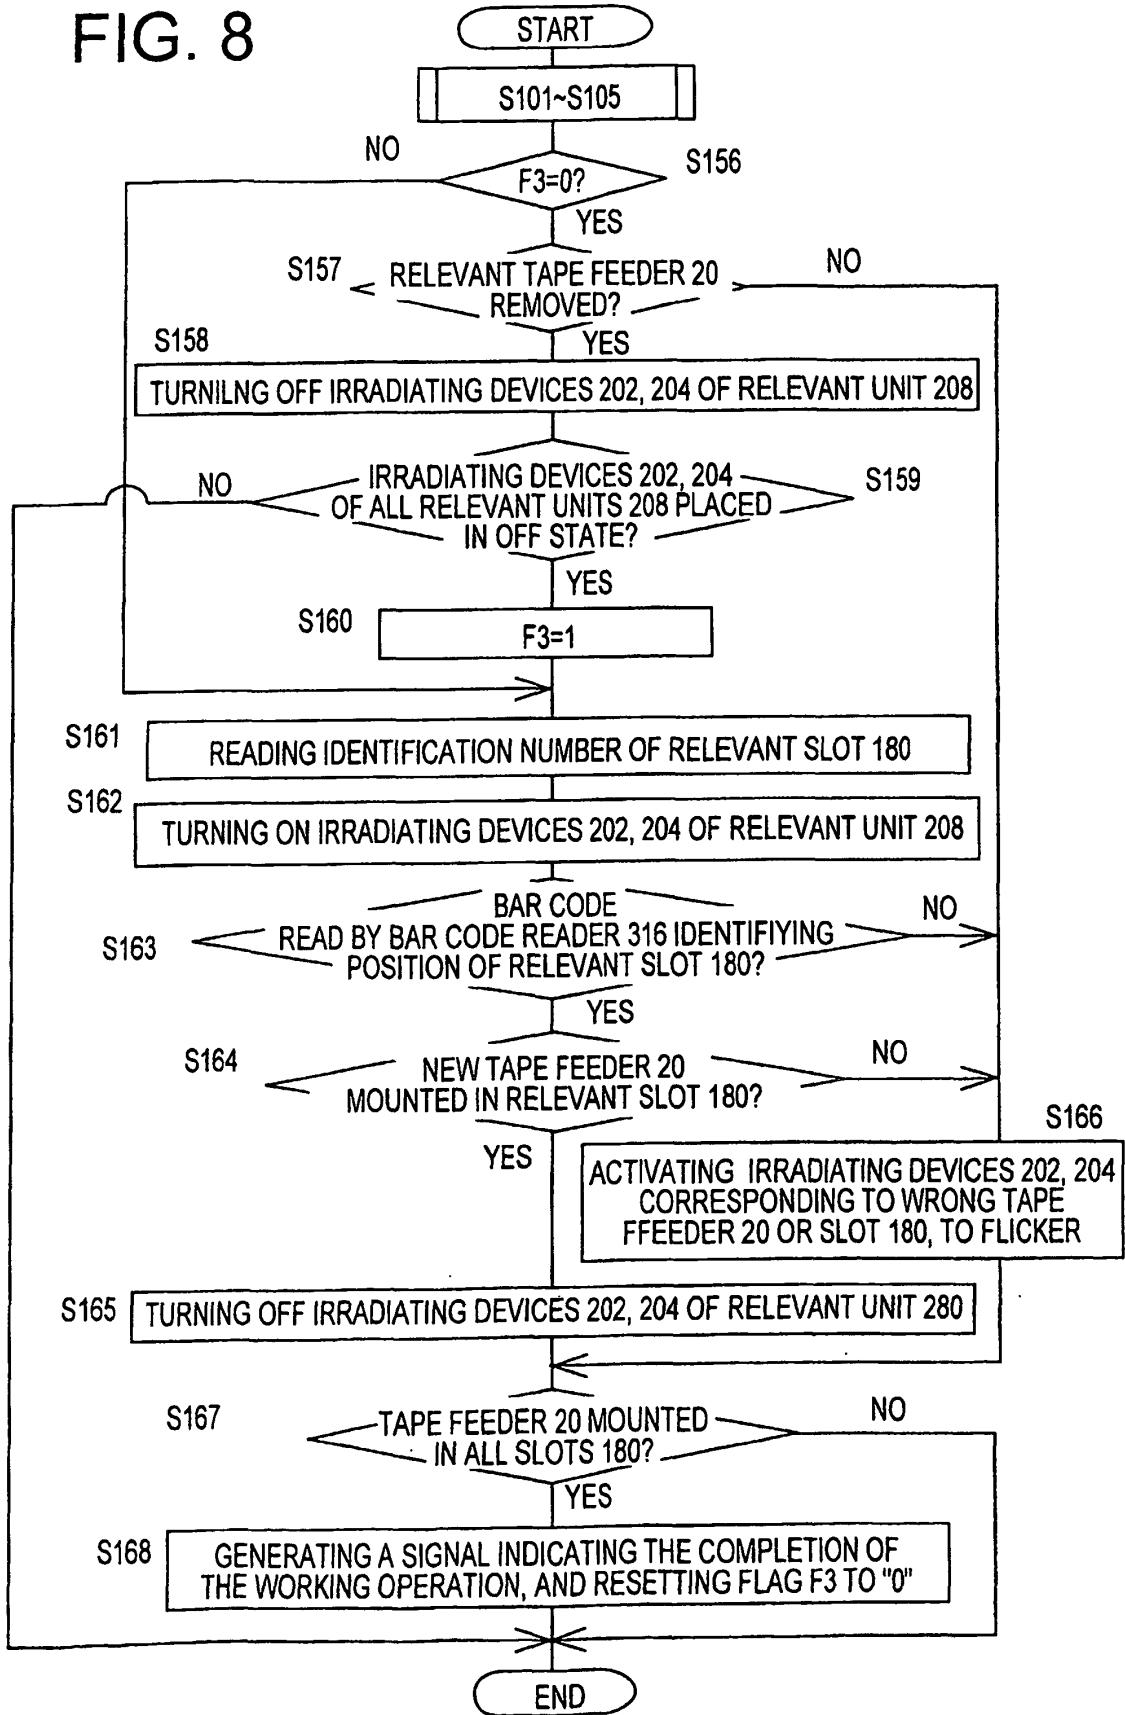 FIG. 8
START
S101~S105
NO
S156
F3=0?
YES
S157
RELEVANT TAPE FEEDER 20
REMOVED?
NO
YES
S158
TURNILNG OFF IRRADIATING DEVICES 202, 204 OF RELEVANT UNIT 208
NO
IRRADIATING DEVICES 202, 204
OF ALL RELEVANT UNITS 208 PLACED
IN OFF STATE?
S159
YES
S160
F3=1
S161
READING IDENTIFICATION NUMBER OF RELEVANT SLOT 180
S162
TURNING ON IRRADIATING DEVICES 202, 204 OF RELEVANT UNIT 208
S163
BAR CODE
READ BY BAR CODE READER 316 IDENTIFIYING
POSITION OF RELEVANT SLOT 180?
NO
YES
S164
NEW TAPE FEEDER 20
MOUNTED IN RELEVANT SLOT 180?
NO
YES
S166
ACTIVATING IRRADIATING DEVICES 202, 204
CORRESPONDING TO WRONG TAPE
FFEEDER 20 OR SLOT 180, TO FLICKER
S165
TURNING OFF IRRADIATING DEVICES 202, 204 OF RELEVANT UNIT 280
S167
TAPE FEEDER 20 MOUNTED
IN ALL SLOTS 180?
NO
YES
S168
GENERATING A SIGNAL INDICATING THE COMPLETION OF
THE WORKING OPERATION, AND RESETTING FLAG F3 TO "0"
END